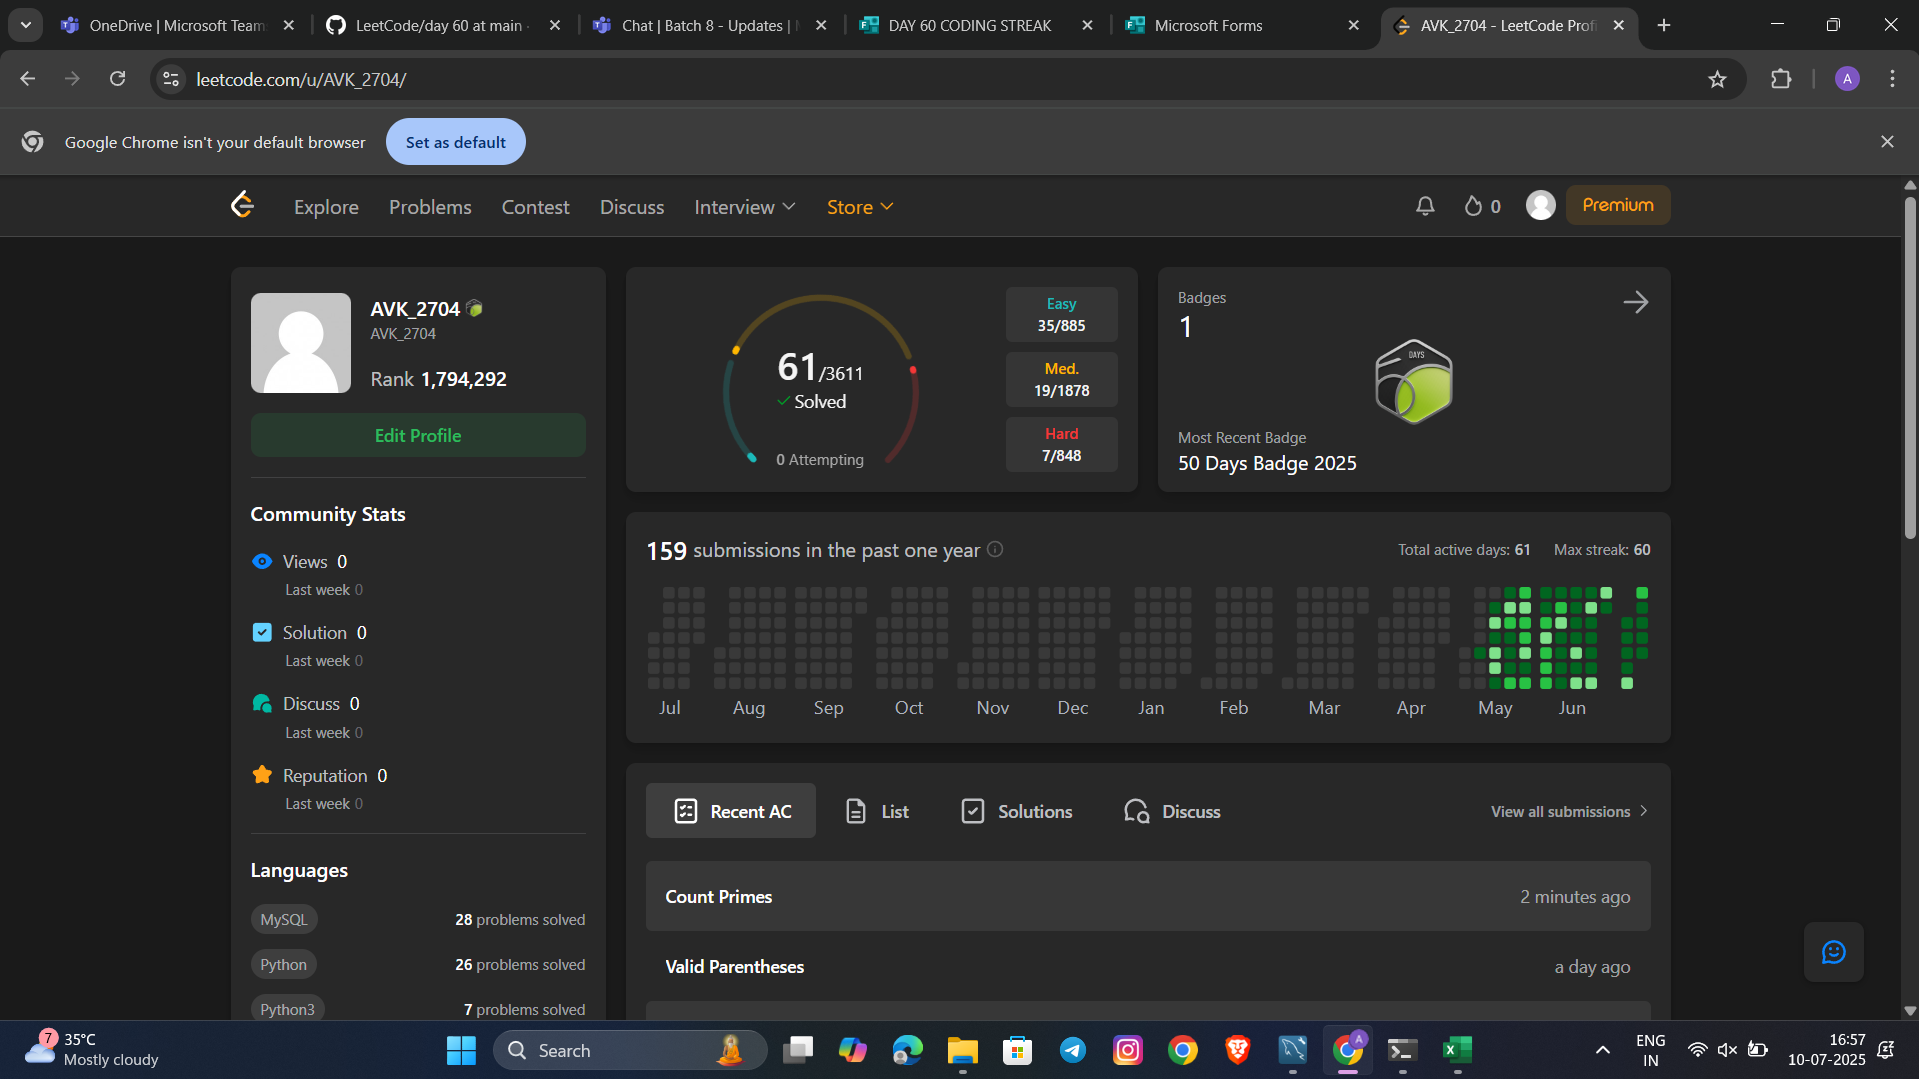 OneDrive | Microsoft Team
LeetCode/day 60 at main ·
Chat | Batch 8 - Updates |
DAY 60 CODING STREAK
Microsoft Forms
AVK_2704 - LeetCode Prof
leetcode.com/u/AVK_2704/
A
Google Chrome isn't your default browser
Set as default
Explore
Problems
Contest
Discuss
Interview
Store
0
Premium
AVK_2704
AVK_2704
Rank 1,794,292
Edit Profile
Community Stats
Views 0
Last week 0
Solution 0
Last week 0
Discuss 0
Last week 0
Reputation 0
Last week 0
Languages
MySQL 28 problems solved
Python 26 problems solved
Python3 7 problems solved
61/3611
Solved
0 Attempting
Easy
35/885
Med.
19/1878
Hard
7/848
Badges
1
DAYS
Most Recent Badge
50 Days Badge 2025
159 submissions in the past one year
Total active days: 61 Max streak: 60
Jul Aug Sep Oct Nov Dec Jan Feb Mar Apr May Jun
Recent AC
List
Solutions
Discuss
View all submissions
Count Primes 2 minutes ago
Valid Parentheses a day ago
7
35°C
Mostly cloudy
Search
A
ENG
IN
16:57
10-07-2025